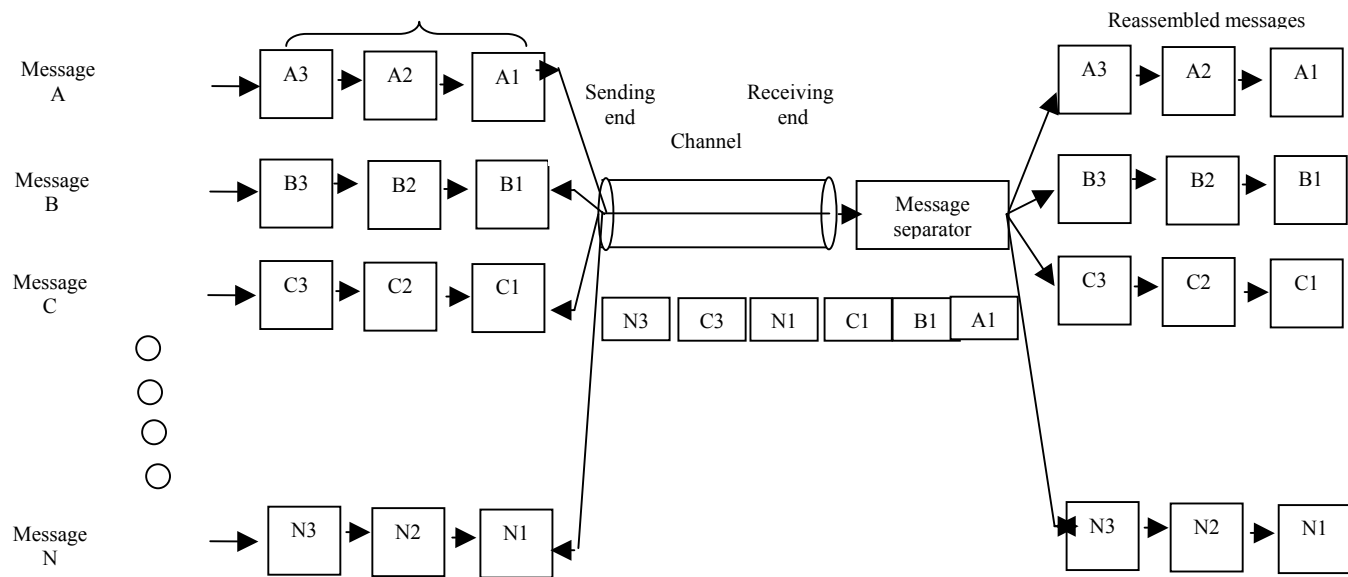 Reassembled messages
Message
A
A3
A2
A1
A3
A2
A1
Sending
end
Receiving
end
Channel
Message
B
B3
B2
B1
Message
separator
B3
B2
B1
Message
C
C3
C2
C1
C3
C2
C1
N3
C3
N1
C1
B1
A1
Message
N
N3
N2
N1
N3
N2
N1